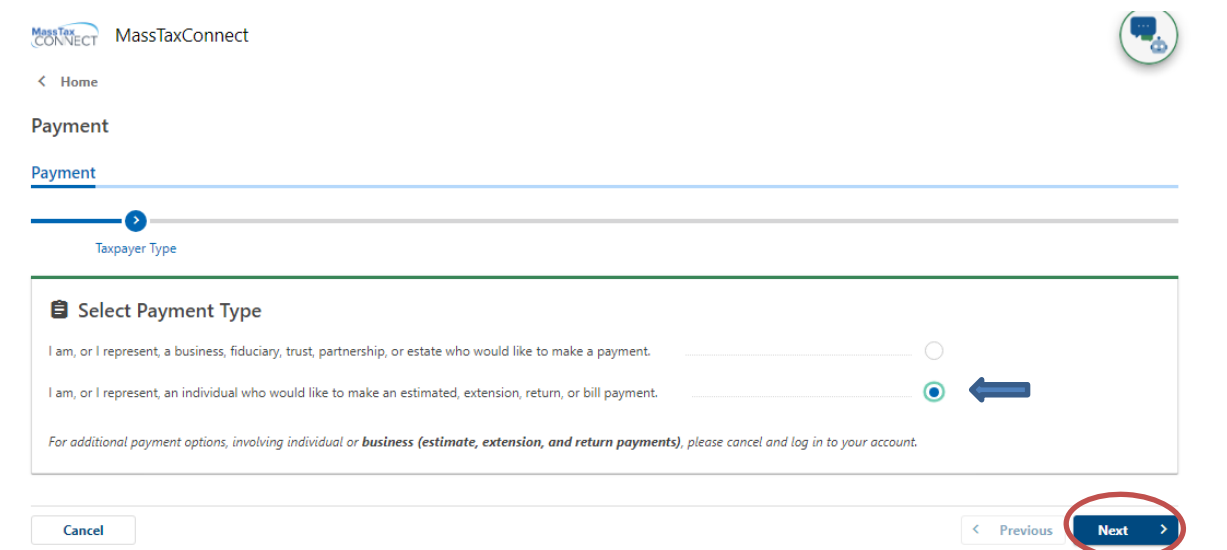 MassTax CONNECT MassTaxConnect
< Home
Payment
Payment
Taxpayer Type
Select Payment Type
I am, or I represent, a business, fiduciary, trust, partnership, or estate who would like to make a payment.
I am, or I represent, an individual who would like to make an estimated, extension, return, or bill payment.
For additional payment options, involving individual or business (estimate, extension, and return payments), please cancel and log in to your account.
Cancel < Previous Next >